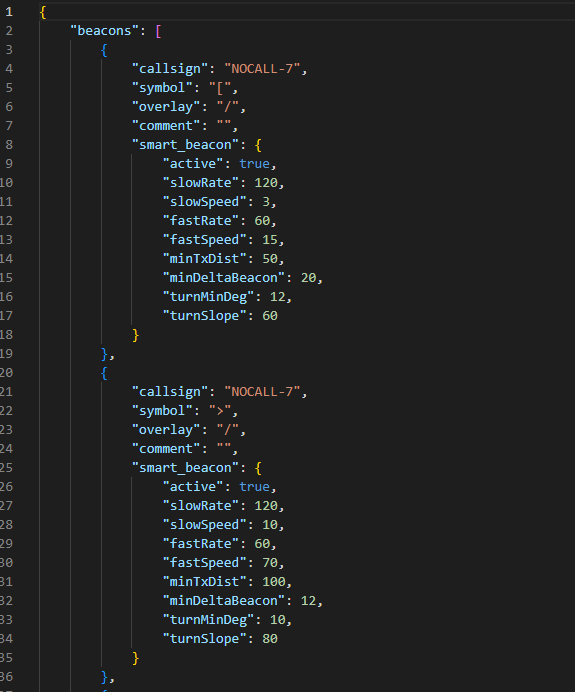 1 {
2     "beacons": [
3         {
4             "callsign": "NOCALL-7",
5             "symbol": "[",
6             "overlay": "/",
7             "comment": "",
8             "smart_beacon": {
9                 "active": true,
10                 "slowRate": 120,
11                 "slowSpeed": 3,
12                 "fastRate": 60,
13                 "fastSpeed": 15,
14                 "minTxDist": 50,
15                 "minDeltaBeacon": 20,
16                 "turnMinDeg": 12,
17                 "turnSlope": 60
18             }
19         },
20         {
21             "callsign": "NOCALL-7",
22             "symbol": ">",
23             "overlay": "/",
24             "comment": "",
25             "smart_beacon": {
26                 "active": true,
27                 "slowRate": 120,
28                 "slowSpeed": 10,
29                 "fastRate": 60,
30                 "fastSpeed": 70,
31                 "minTxDist": 100,
32                 "minDeltaBeacon": 12,
33                 "turnMinDeg": 10,
34                 "turnSlope": 80
35             }
36         },